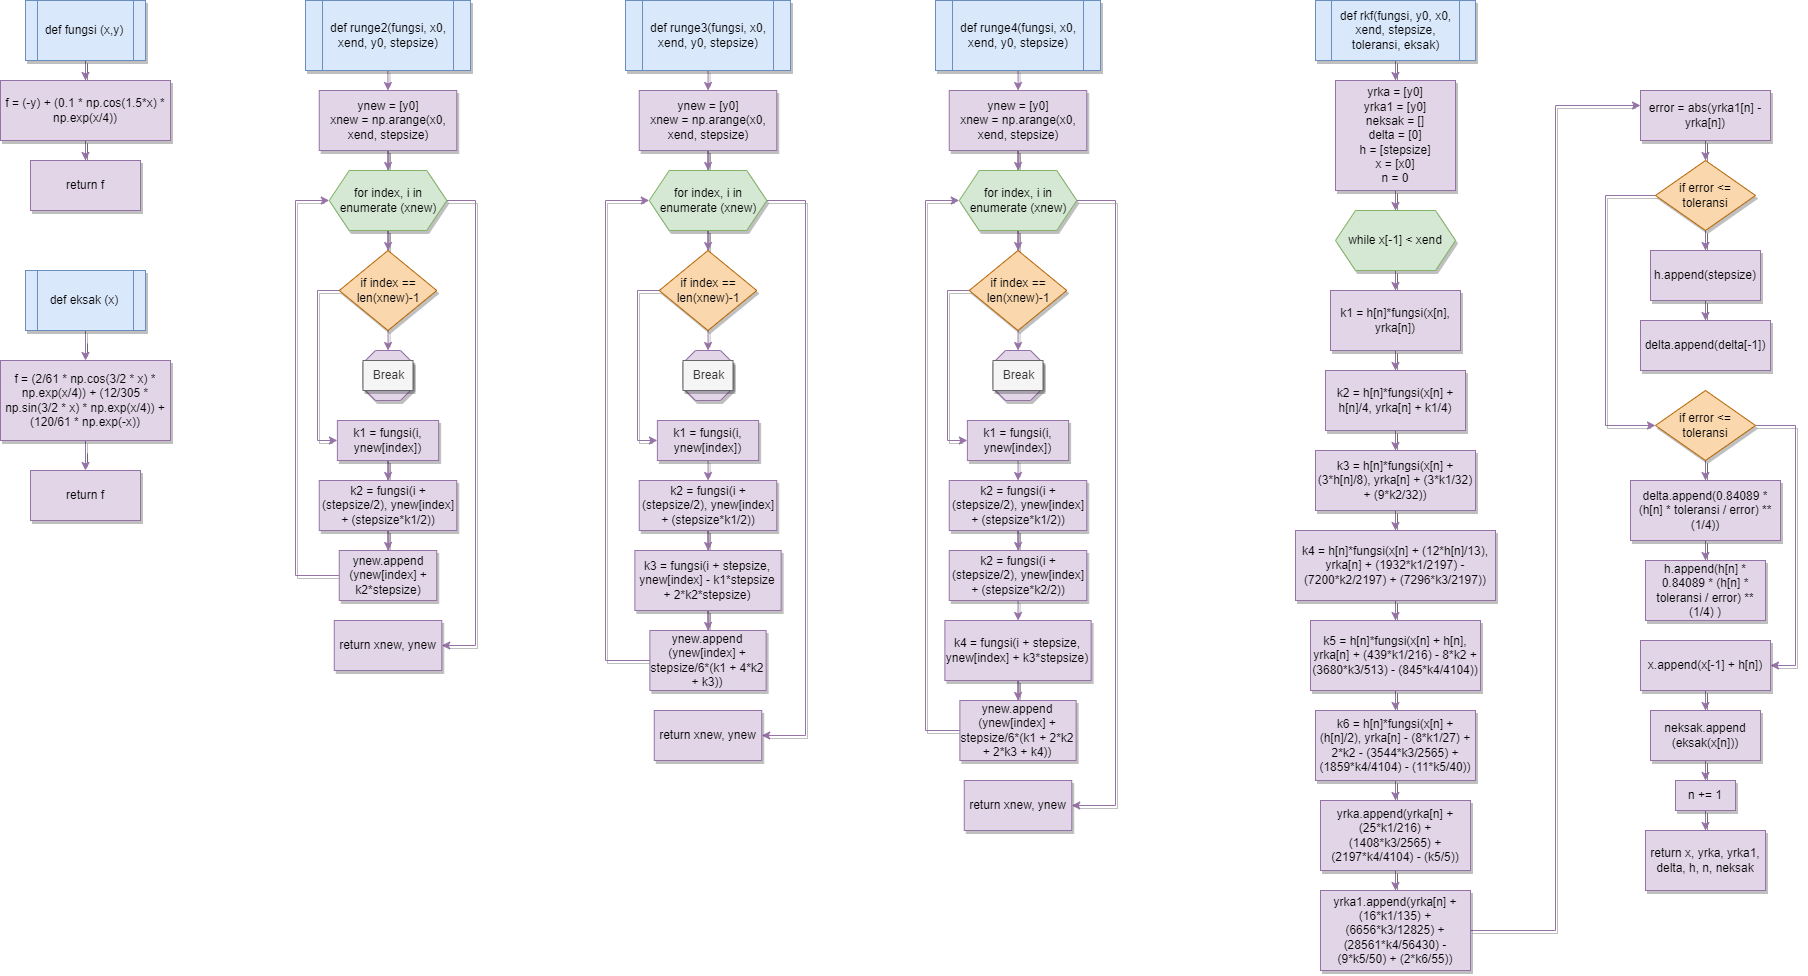 def fungsi (x,y)
f = (-y) + (0.1 * np.cos(1.5*x) *
np.exp(x/4))
return f
def eksak (x)
f = (2/61 * np.cos(3/2 * x) *
np.exp(x/4)) + (12/305 *
np.sin(3/2 * x) * np.exp(x/4)) +
(120/61 * np.exp(-x))
return f
def runge2(fungsi, x0,
xend, y0, stepsize)
ynew = [y0]
xnew = np.arange(x0,
xend, stepsize)
for index, i in
enumerate (xnew)
if index ==
len(xnew)-1
Break
k1 = fungsi(i,
ynew[index])
k2 = fungsi(i +
(stepsize/2), ynew[index]
+ (stepsize*k1/2))
ynew.append
(ynew[index] +
k2*stepsize)
return xnew, ynew
def runge3(fungsi, x0,
xend, y0, stepsize)
ynew = [y0]
xnew = np.arange(x0,
xend, stepsize)
for index, i in
enumerate (xnew)
if index ==
len(xnew)-1
Break
k1 = fungsi(i,
ynew[index])
k2 = fungsi(i +
(stepsize/2), ynew[index]
+ (stepsize*k1/2))
k3 = fungsi(i + stepsize,
ynew[index] - k1*stepsize
+ 2*k2*stepsize)
ynew.append
(ynew[index] +
stepsize/6*(k1 + 4*k2
+ k3))
return xnew, ynew
def runge4(fungsi, x0,
xend, y0, stepsize)
ynew = [y0]
xnew = np.arange(x0,
xend, stepsize)
for index, i in
enumerate (xnew)
if index ==
len(xnew)-1
Break
k1 = fungsi(i,
ynew[index])
k2 = fungsi(i +
(stepsize/2), ynew[index]
+ (stepsize*k1/2))
k2 = fungsi(i +
(stepsize/2), ynew[index]
+ (stepsize*k2/2))
k4 = fungsi(i + stepsize,
ynew[index] + k3*stepsize)
ynew.append
(ynew[index] +
stepsize/6*(k1 + 2*k2
+ 2*k3 + k4))
return xnew, ynew
def rkf(fungsi, y0, x0,
xend, stepsize,
toleransi, eksak)
yrka = [y0]
yrka1 = [y0]
neksak = []
delta = [0]
h = [stepsize]
x = [x0]
n = 0
while x[-1] < xend
k1 = h[n]*fungsi(x[n],
yrka[n])
k2 = h[n]*fungsi(x[n] +
h[n]/4, yrka[n] + k1/4)
k3 = h[n]*fungsi(x[n] +
(3*h[n]/8), yrka[n] + (3*k1/32)
+ (9*k2/32))
k4 = h[n]*fungsi(x[n] + (12*h[n]/13),
yrka[n] + (1932*k1/2197) -
(7200*k2/2197) + (7296*k3/2197))
k5 = h[n]*fungsi(x[n] + h[n],
yrka[n] + (439*k1/216) - 8*k2 +
(3680*k3/513) - (845*k4/4104))
k6 = h[n]*fungsi(x[n] +
(h[n]/2), yrka[n] - (8*k1/27) +
2*k2 - (3544*k3/2565) +
(1859*k4/4104) - (11*k5/40))
yrka.append(yrka[n] +
(25*k1/216) +
(1408*k3/2565) +
(2197*k4/4104) - (k5/5))
yrka1.append(yrka[n] +
(16*k1/135) +
(6656*k3/12825) +
(28561*k4/56430) -
(9*k5/50) + (2*k6/55))
error = abs(yrka1[n] -
yrka[n])
if error <=
toleransi
h.append(stepsize)
delta.append(delta[-1])
if error <=
toleransi
delta.append(0.84089 *
(h[n] * toleransi / error) **
(1/4))
h.append(h[n] *
0.84089 * (h[n] *
toleransi / error) **
(1/4) )
x.append(x[-1] + h[n])
neksak.append
(eksak(x[n]))
n += 1
return x, yrka, yrka1,
delta, h, n, neksak